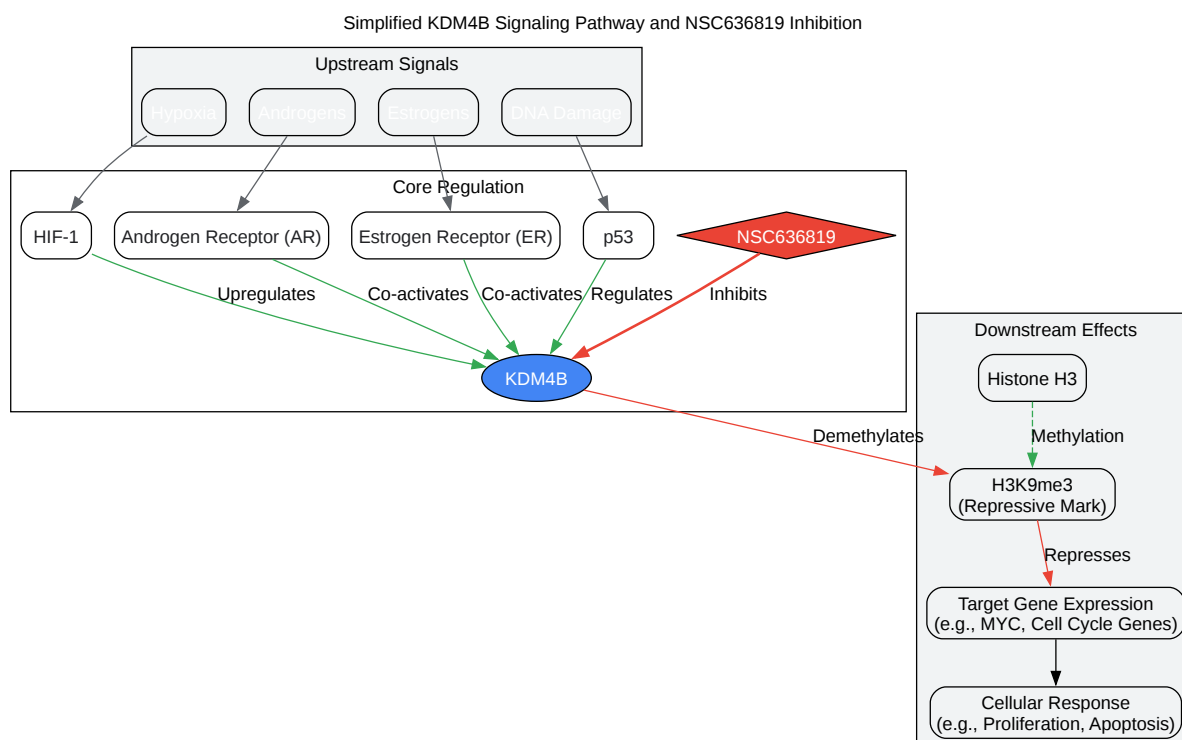 Simplified KDM4B Signaling Pathway and NSC636819 Inhibition
Upstream Signals
Hypoxia
Androgens
Estrogens
DNA Damage
Core Regulation
HIF-1
Androgen Receptor (AR)
Estrogen Receptor (ER)
p53
NSC636819
Upregulates
Co-activates
Co-activates
Regulates
Inhibits
KDM4B
Downstream Effects
Histone H3
Demethylates
Methylation
H3K9me3
(Repressive Mark)
Represses
Target Gene Expression
(e.g., MYC, Cell Cycle Genes)
Cellular Response
(e.g., Proliferation, Apoptosis)